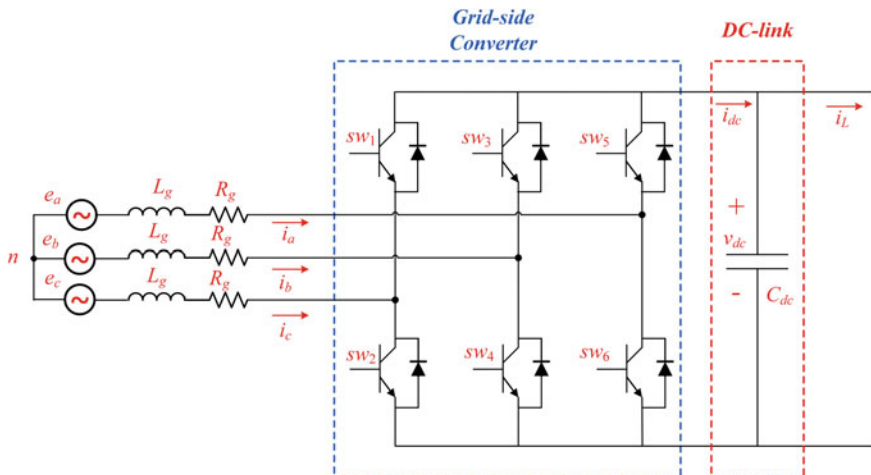 Grid-side
Converter
DC-link
sw1
sw3
sw5
idc
iL
ea
Lg
Rg
ia
+
vdc
-
Cdc
n
eb
Lg
Rg
ib
ec
Lg
Rg
ic
sw2
sw4
sw6